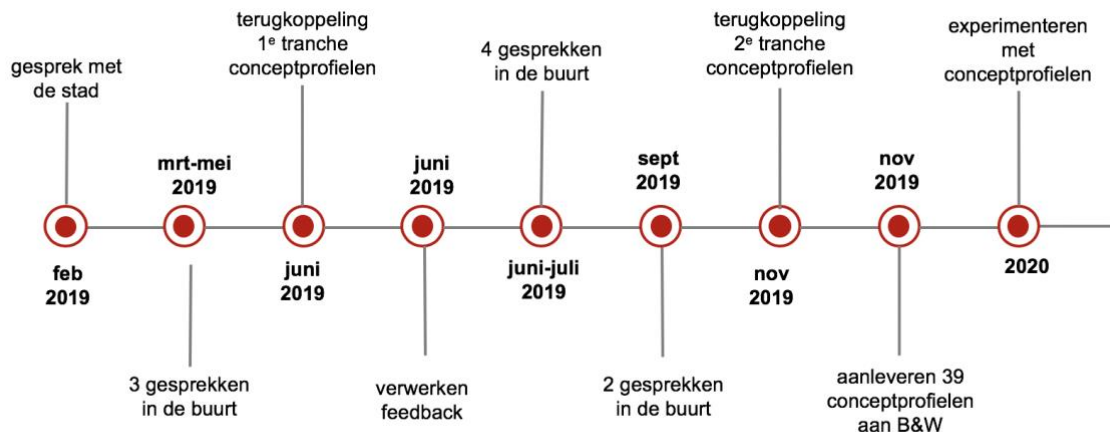 gesprek met
de stad
feb
2019
mrt-mei
2019
3 gesprekken
in de buurt
terugkoppeling
1e tranche
conceptprofielen
juni
2019
juni
2019
verwerken
feedback
4 gesprekken
in de buurt
juni-juli
2019
sept
2019
2 gesprekken
in de buurt
terugkoppeling
2e tranche
conceptprofielen
nov
2019
nov
2019
aanleveren 39
conceptprofielen
aan B&W
experimenteren
met
conceptprofielen
2020